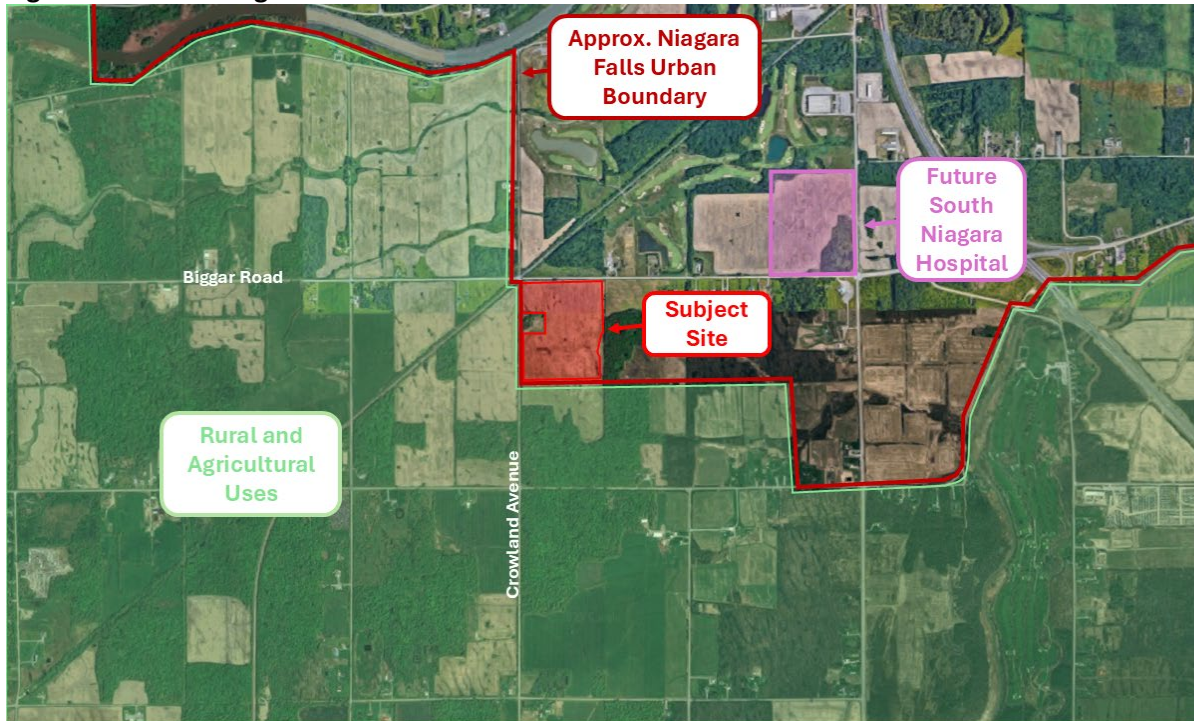 Approx. Niagara
Falls Urban
Boundary
Future
South
Niagara
Hospital
Biggar Road
Subject
Site
Rural and
Agricultural
Uses
Crowland Avenue